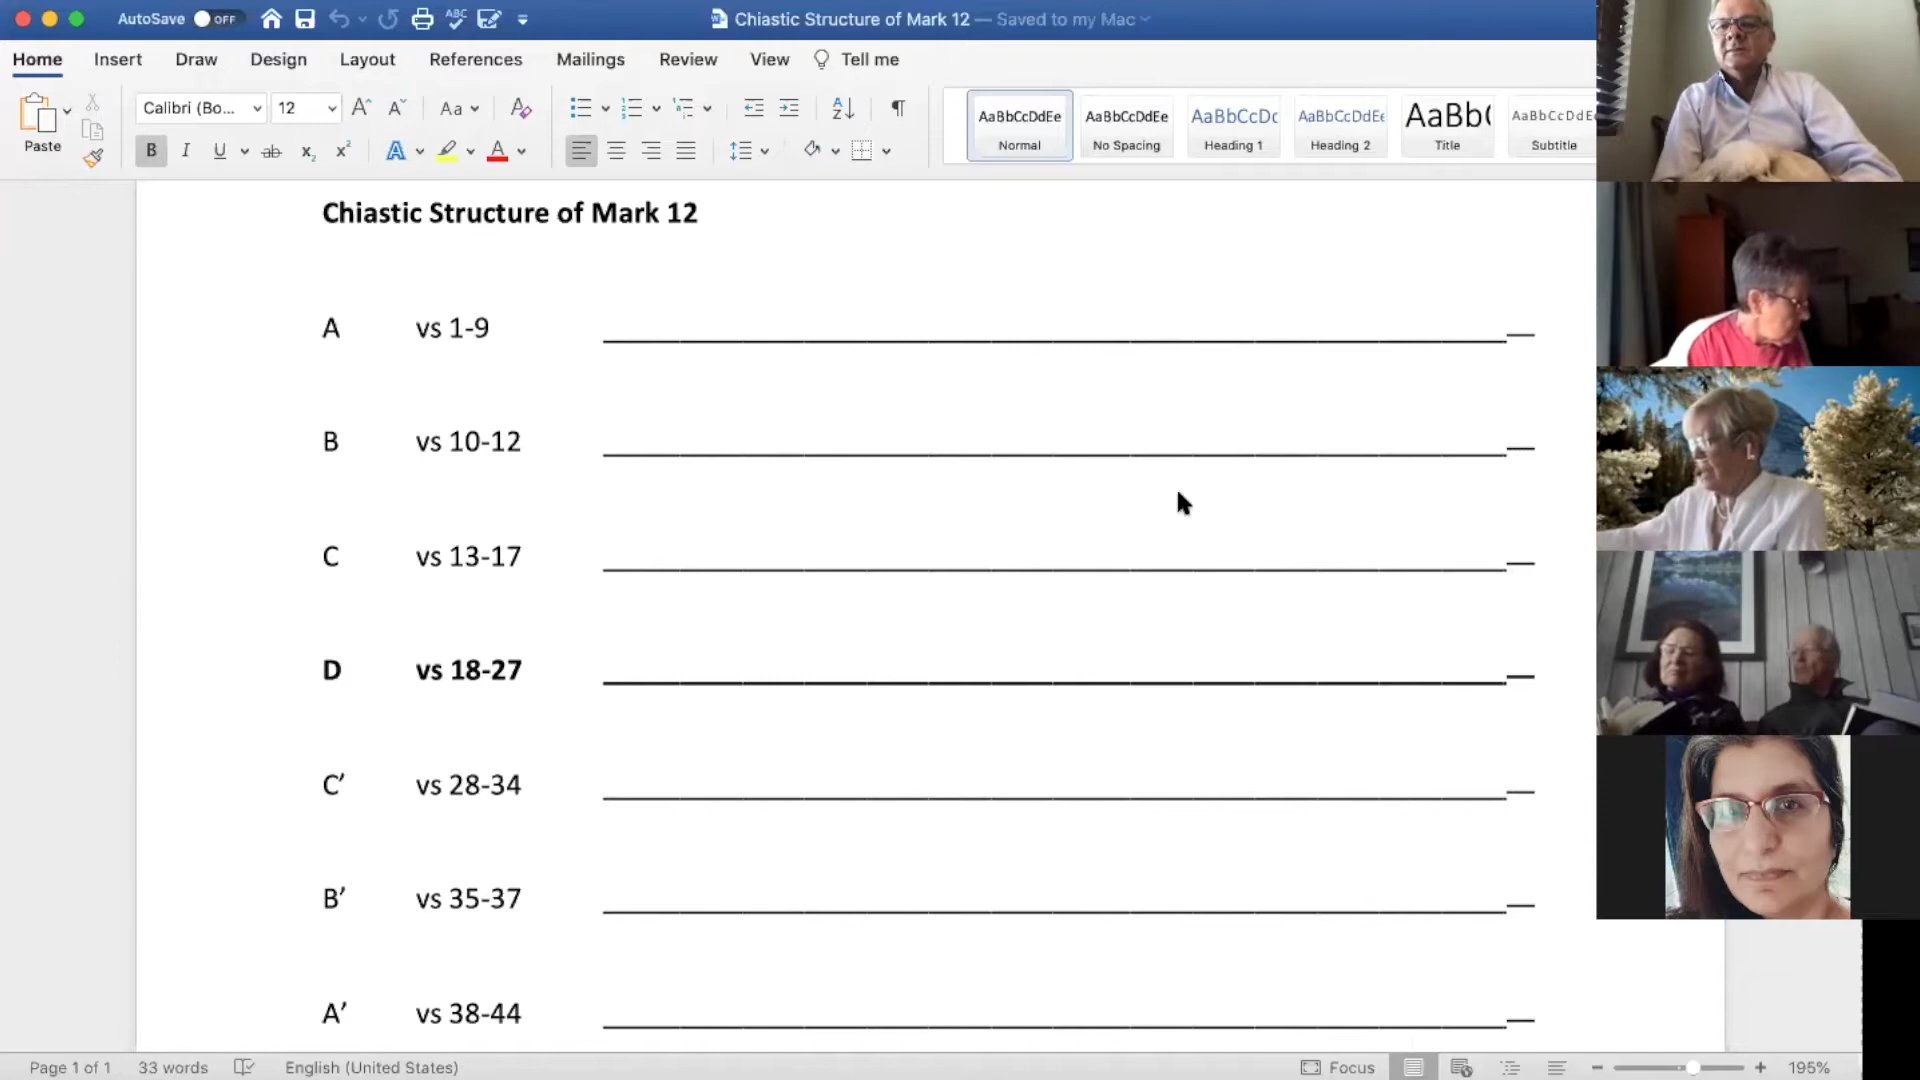 AutoSave OFF
Chiastic Structure of Mark 12 — Saved to my Mac
Home Insert Draw Design Layout References Mailings Review View Tell me
Paste
Calibri (Bo... 12
AaBbCcDdEe Normal
AaBbCcDdEe No Spacing
AaBbCcDc Heading 1
AaBbCcDdEe Heading 2
AaBb( Title
AaBbCcDdE Subtitle
Chiastic Structure of Mark 12
A vs 1-9
B vs 10-12
C vs 13-17
D vs 18-27
C’ vs 28-34
B’ vs 35-37
A’ vs 38-44
Page 1 of 1 33 words English (United States) Focus 195%